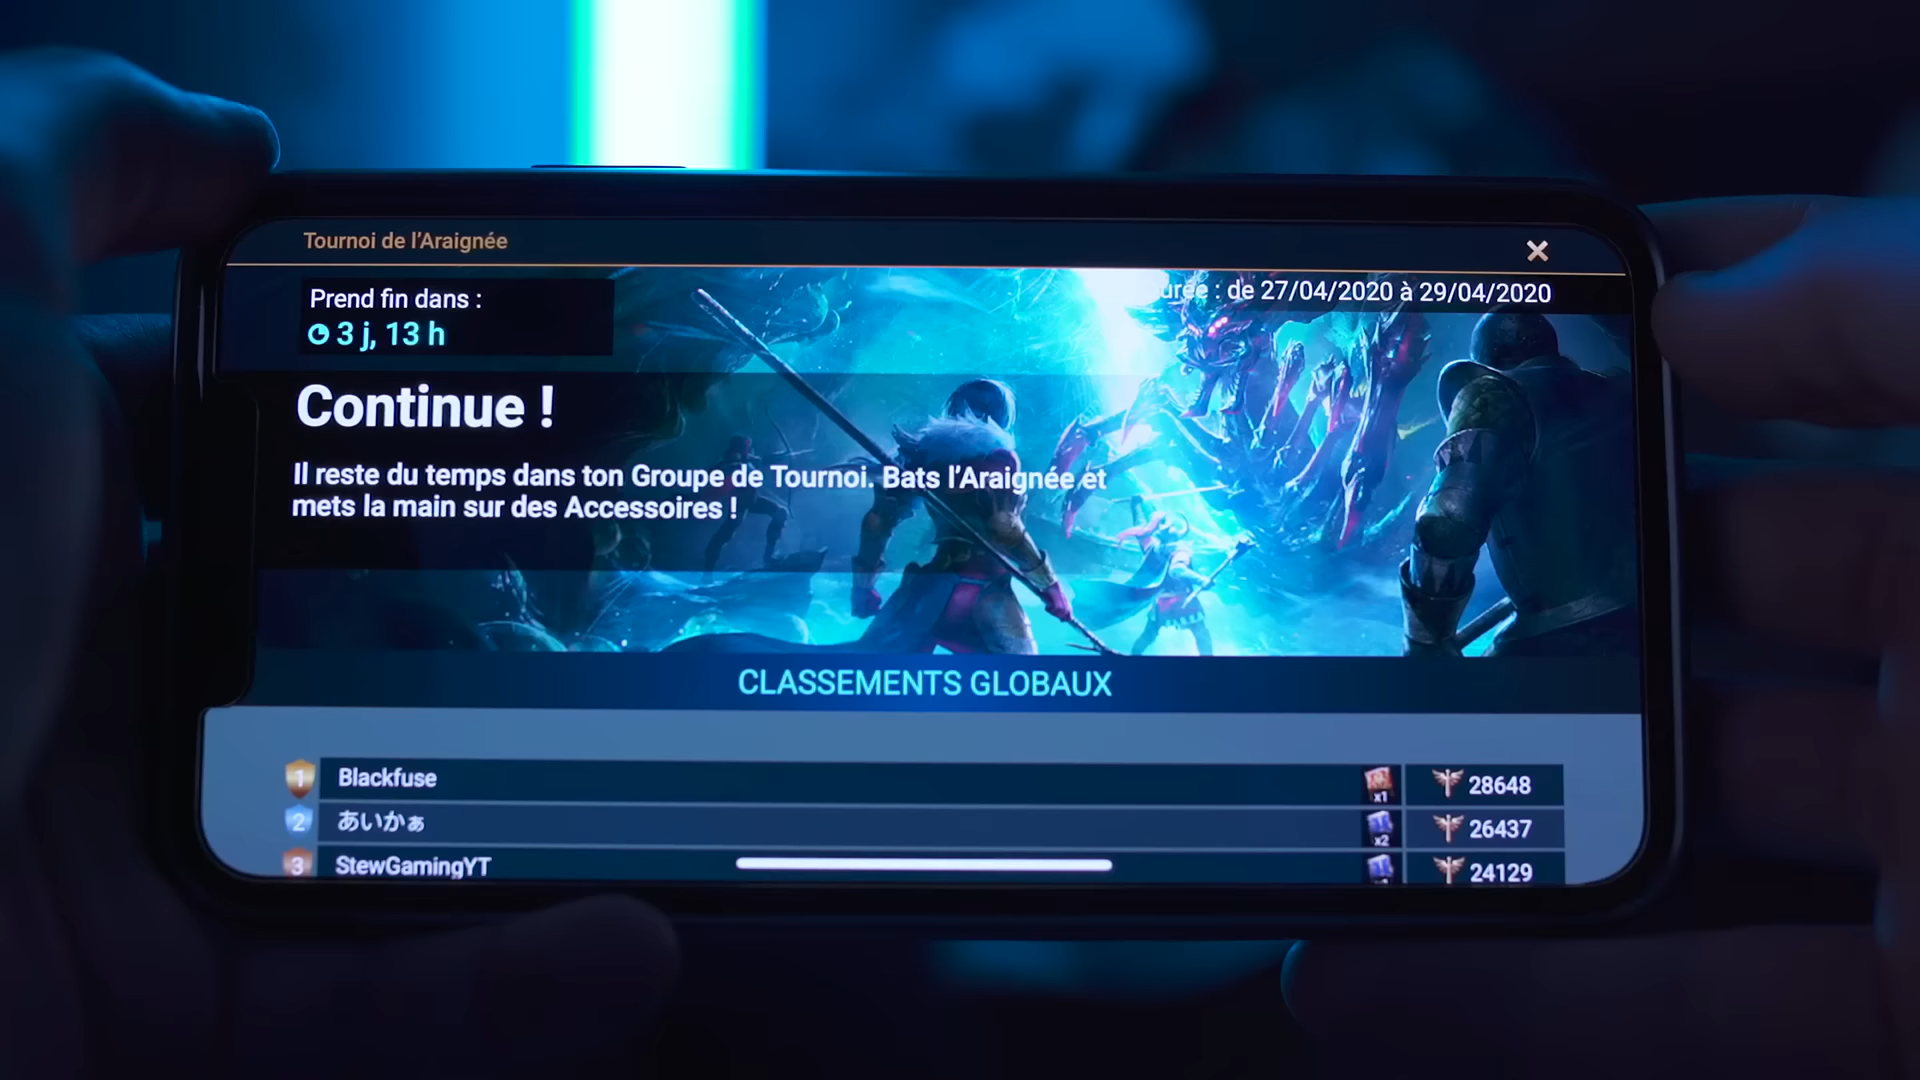 Tournoi de l'Araignée
Prend fin dans :
3 j, 13 h
urée : de 27/04/2020 à 29/04/2020
Continue !
Il reste du temps dans ton Groupe de Tournoi. Bats l'Araignée et
mets la main sur des Accessoires !
CLASSEMENTS GLOBAUX
1 Blackfuse x1 28648
2 あいかぁ x2 26437
3 StewGamingYT 24129